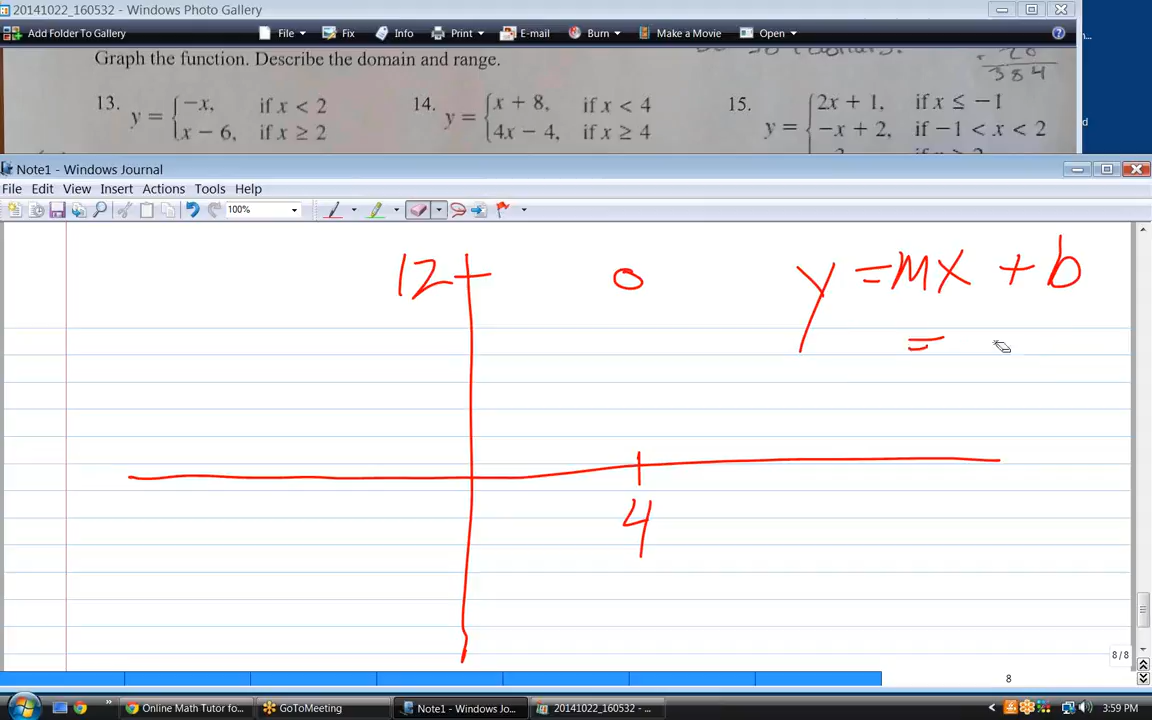 20141022_160532 - Windows Photo Gallery
Add Folder To Gallery File Fix Info Print E-mail Burn Make a Movie Open
20
Graph the function. Describe the domain and range.
384
13. y = { −x, if x < 2
x − 6, if x ≥ 2
14. y = { x + 8, if x < 4
4x − 4, if x ≥ 4
15. y = { 2x + 1, if x ≤ −1
−x + 2, if −1 < x < 2
Note1 - Windows Journal
File Edit View Insert Actions Tools Help
100%
12 o y = mx + b
=
4
8/8
8
Online Math Tutor fo... GoToMeeting Note1 - Windows Jo... 20141022_160532 - ... 3:59 PM